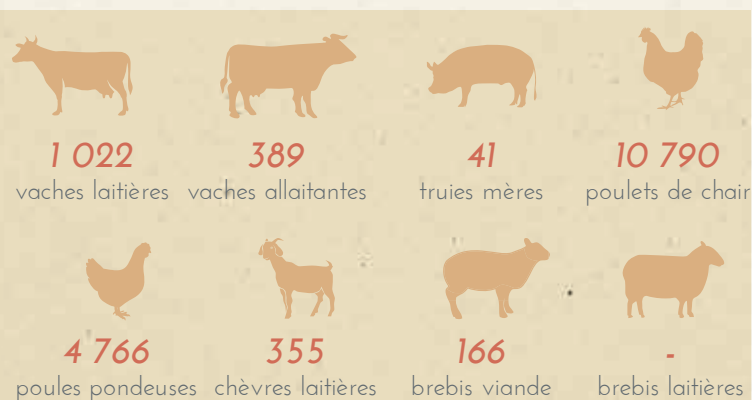 1 022 389 41 10 790
vaches laitières vaches allaitantes truies mères poulets de chair
4 766 355 166 -
poules pondeuses chèvres laitières brebis viande brebis laitières